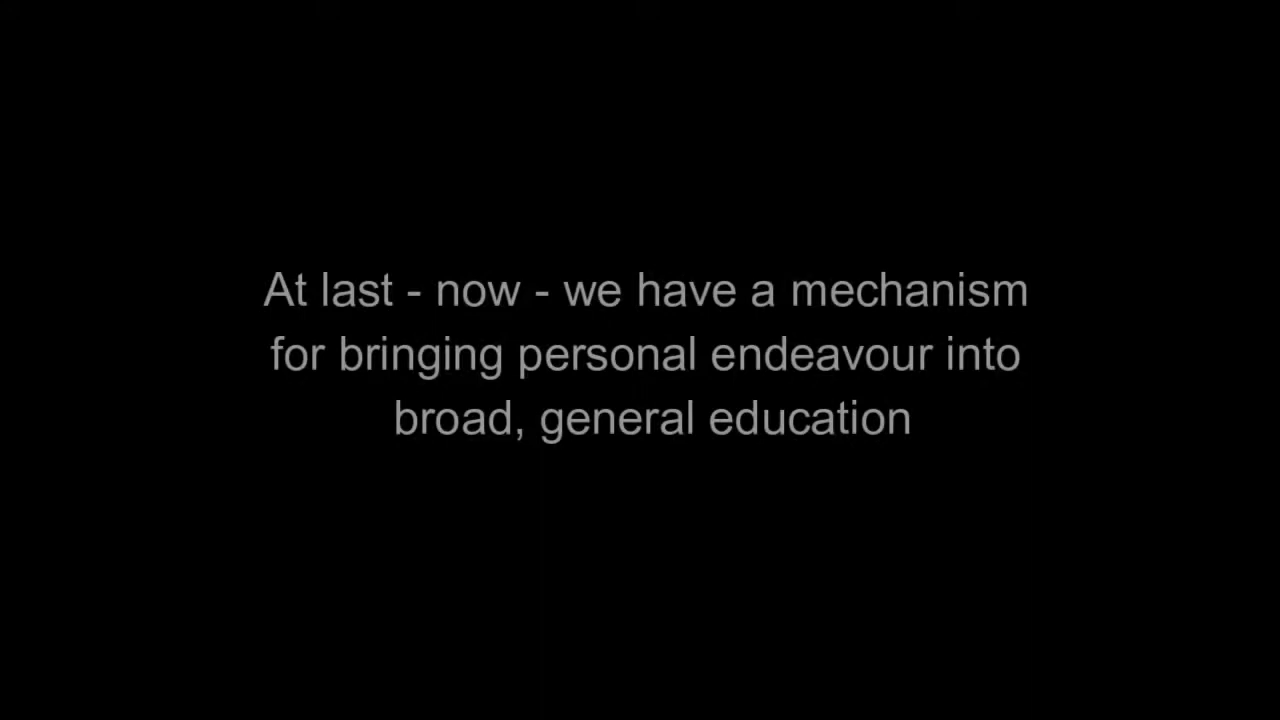 At last - now - we have a mechanism
for bringing personal endeavour into
broad, general education